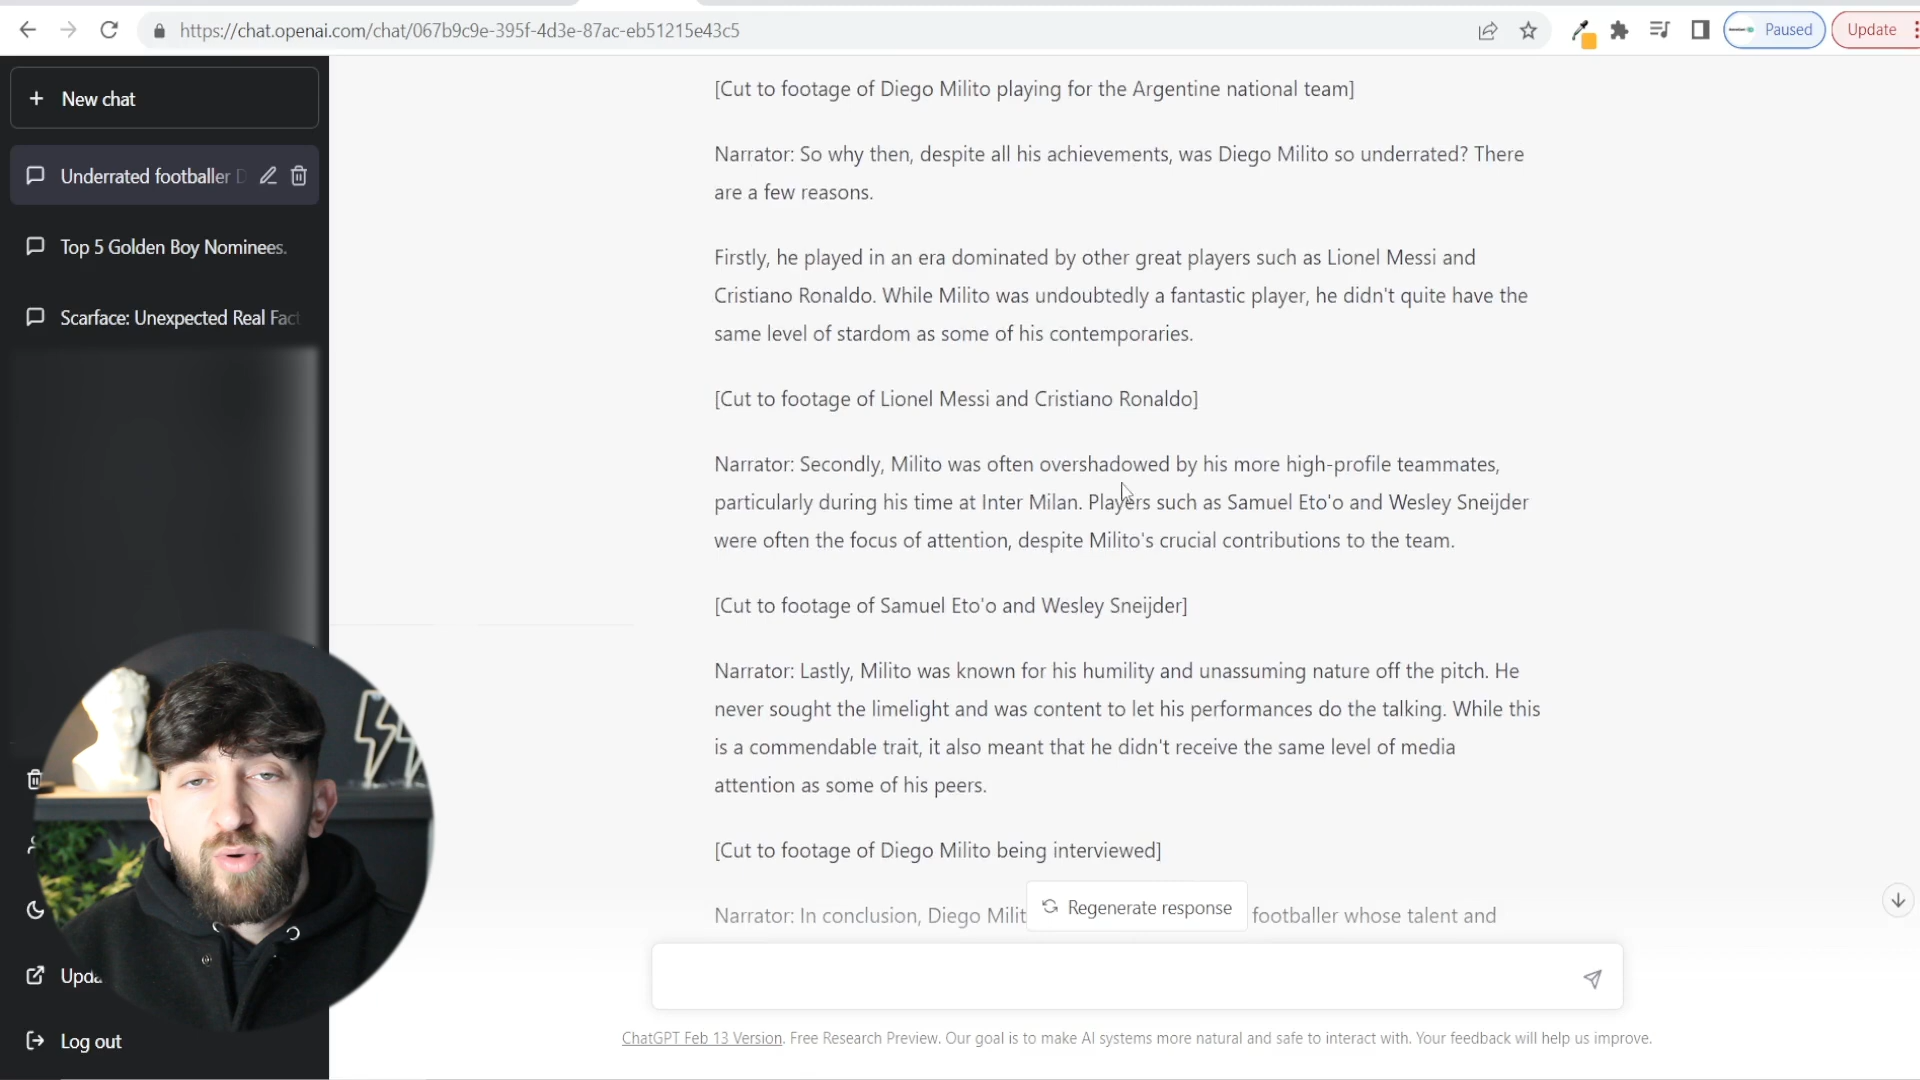 https://chat.openai.com/chat/067b9c9e-395f-4d3e-87ac-eb51215e43c5
Paused
Update
New chat
Underrated footballer D
Top 5 Golden Boy Nominees.
Scarface: Unexpected Real Fact
[Cut to footage of Diego Milito playing for the Argentine national team]
Narrator: So why then, despite all his achievements, was Diego Milito so underrated? There
are a few reasons.
Firstly, he played in an era dominated by other great players such as Lionel Messi and
Cristiano Ronaldo. While Milito was undoubtedly a fantastic player, he didn't quite have the
same level of stardom as some of his contemporaries.
[Cut to footage of Lionel Messi and Cristiano Ronaldo]
Narrator: Secondly, Milito was often overshadowed by his more high-profile teammates,
particularly during his time at Inter Milan. Players such as Samuel Eto'o and Wesley Sneijder
were often the focus of attention, despite Milito's crucial contributions to the team.
[Cut to footage of Samuel Eto'o and Wesley Sneijder]
Narrator: Lastly, Milito was known for his humility and unassuming nature off the pitch. He
never sought the limelight and was content to let his performances do the talking. While this
is a commendable trait, it also meant that he didn't receive the same level of media
attention as some of his peers.
[Cut to footage of Diego Milito being interviewed]
Narrator: In conclusion, Diego Milit footballer whose talent and
Regenerate response
Upda
Log out
ChatGPT Feb 13 Version. Free Research Preview. Our goal is to make AI systems more natural and safe to interact with. Your feedback will help us improve.